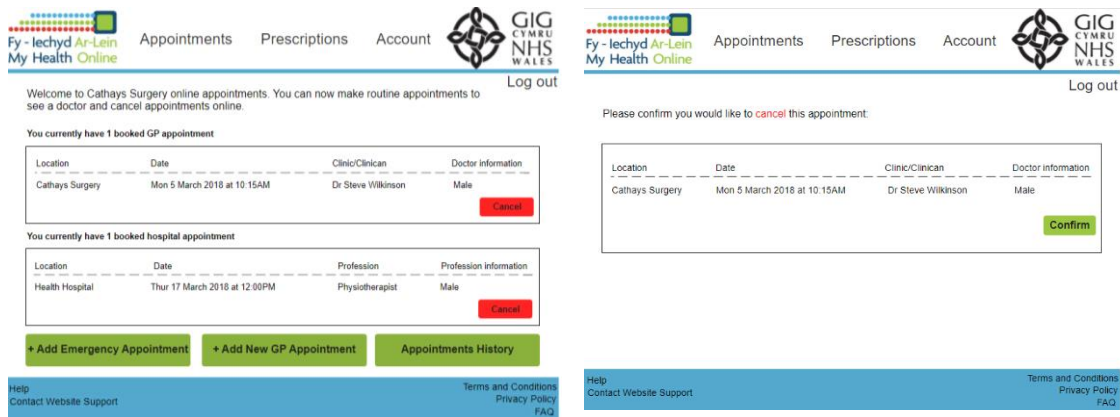 Fy - Iechyd Ar-Lein
My Health Online
Appointments Prescriptions Account
GIG
CYMRU
NHS
WALES
Log out
Welcome to Cathays Surgery online appointments. You can now make routine appointments to
see a doctor and cancel appointments online.
You currently have 1 booked GP appointment
Location Date Clinic/Clinican Doctor information
Cathays Surgery Mon 5 March 2018 at 10:15AM Dr Steve Wilkinson Male
Cancel
You currently have 1 booked hospital appointment
Location Date Profession Profession information
Health Hospital Thur 17 March 2018 at 12:00PM Physiotherapist Male
Cancel
+ Add Emergency Appointment + Add New GP Appointment Appointments History
Help Terms and Conditions
Contact Website Support Privacy Policy
FAQ
Fy - Iechyd Ar-Lein
My Health Online
Appointments Prescriptions Account
GIG
CYMRU
NHS
WALES
Log out
Please confirm you would like to cancel this appointment:
Location Date Clinic/Clinican Doctor information
Cathays Surgery Mon 5 March 2018 at 10:15AM Dr Steve Wilkinson Male
Confirm
Help Terms and Conditions
Contact Website Support Privacy Policy
FAQ